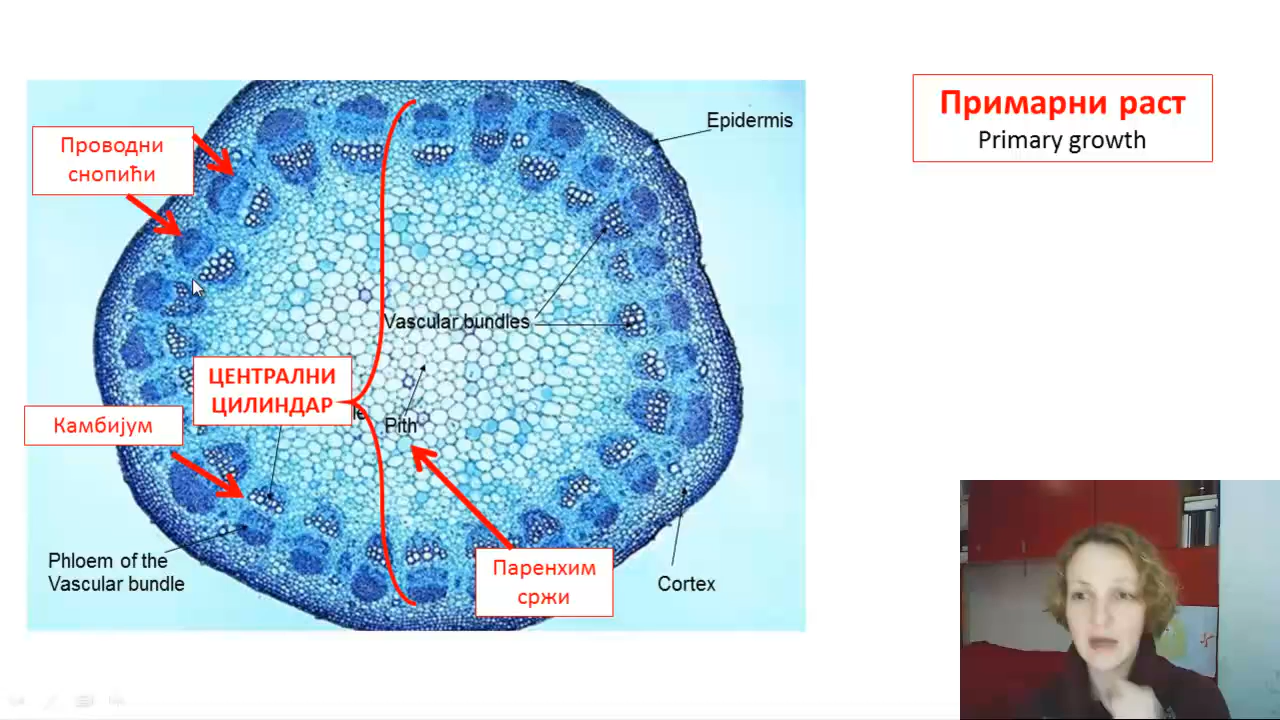 Примарни раст
Primary growth
Epidermis
Проводни
снопићи
Vascular bundles
ЦЕНТРАЛНИ
ЦИЛИНДАР
Pith
Камбијум
Phloem of the
Vascular bundle
Паренхим
сржи
Cortex